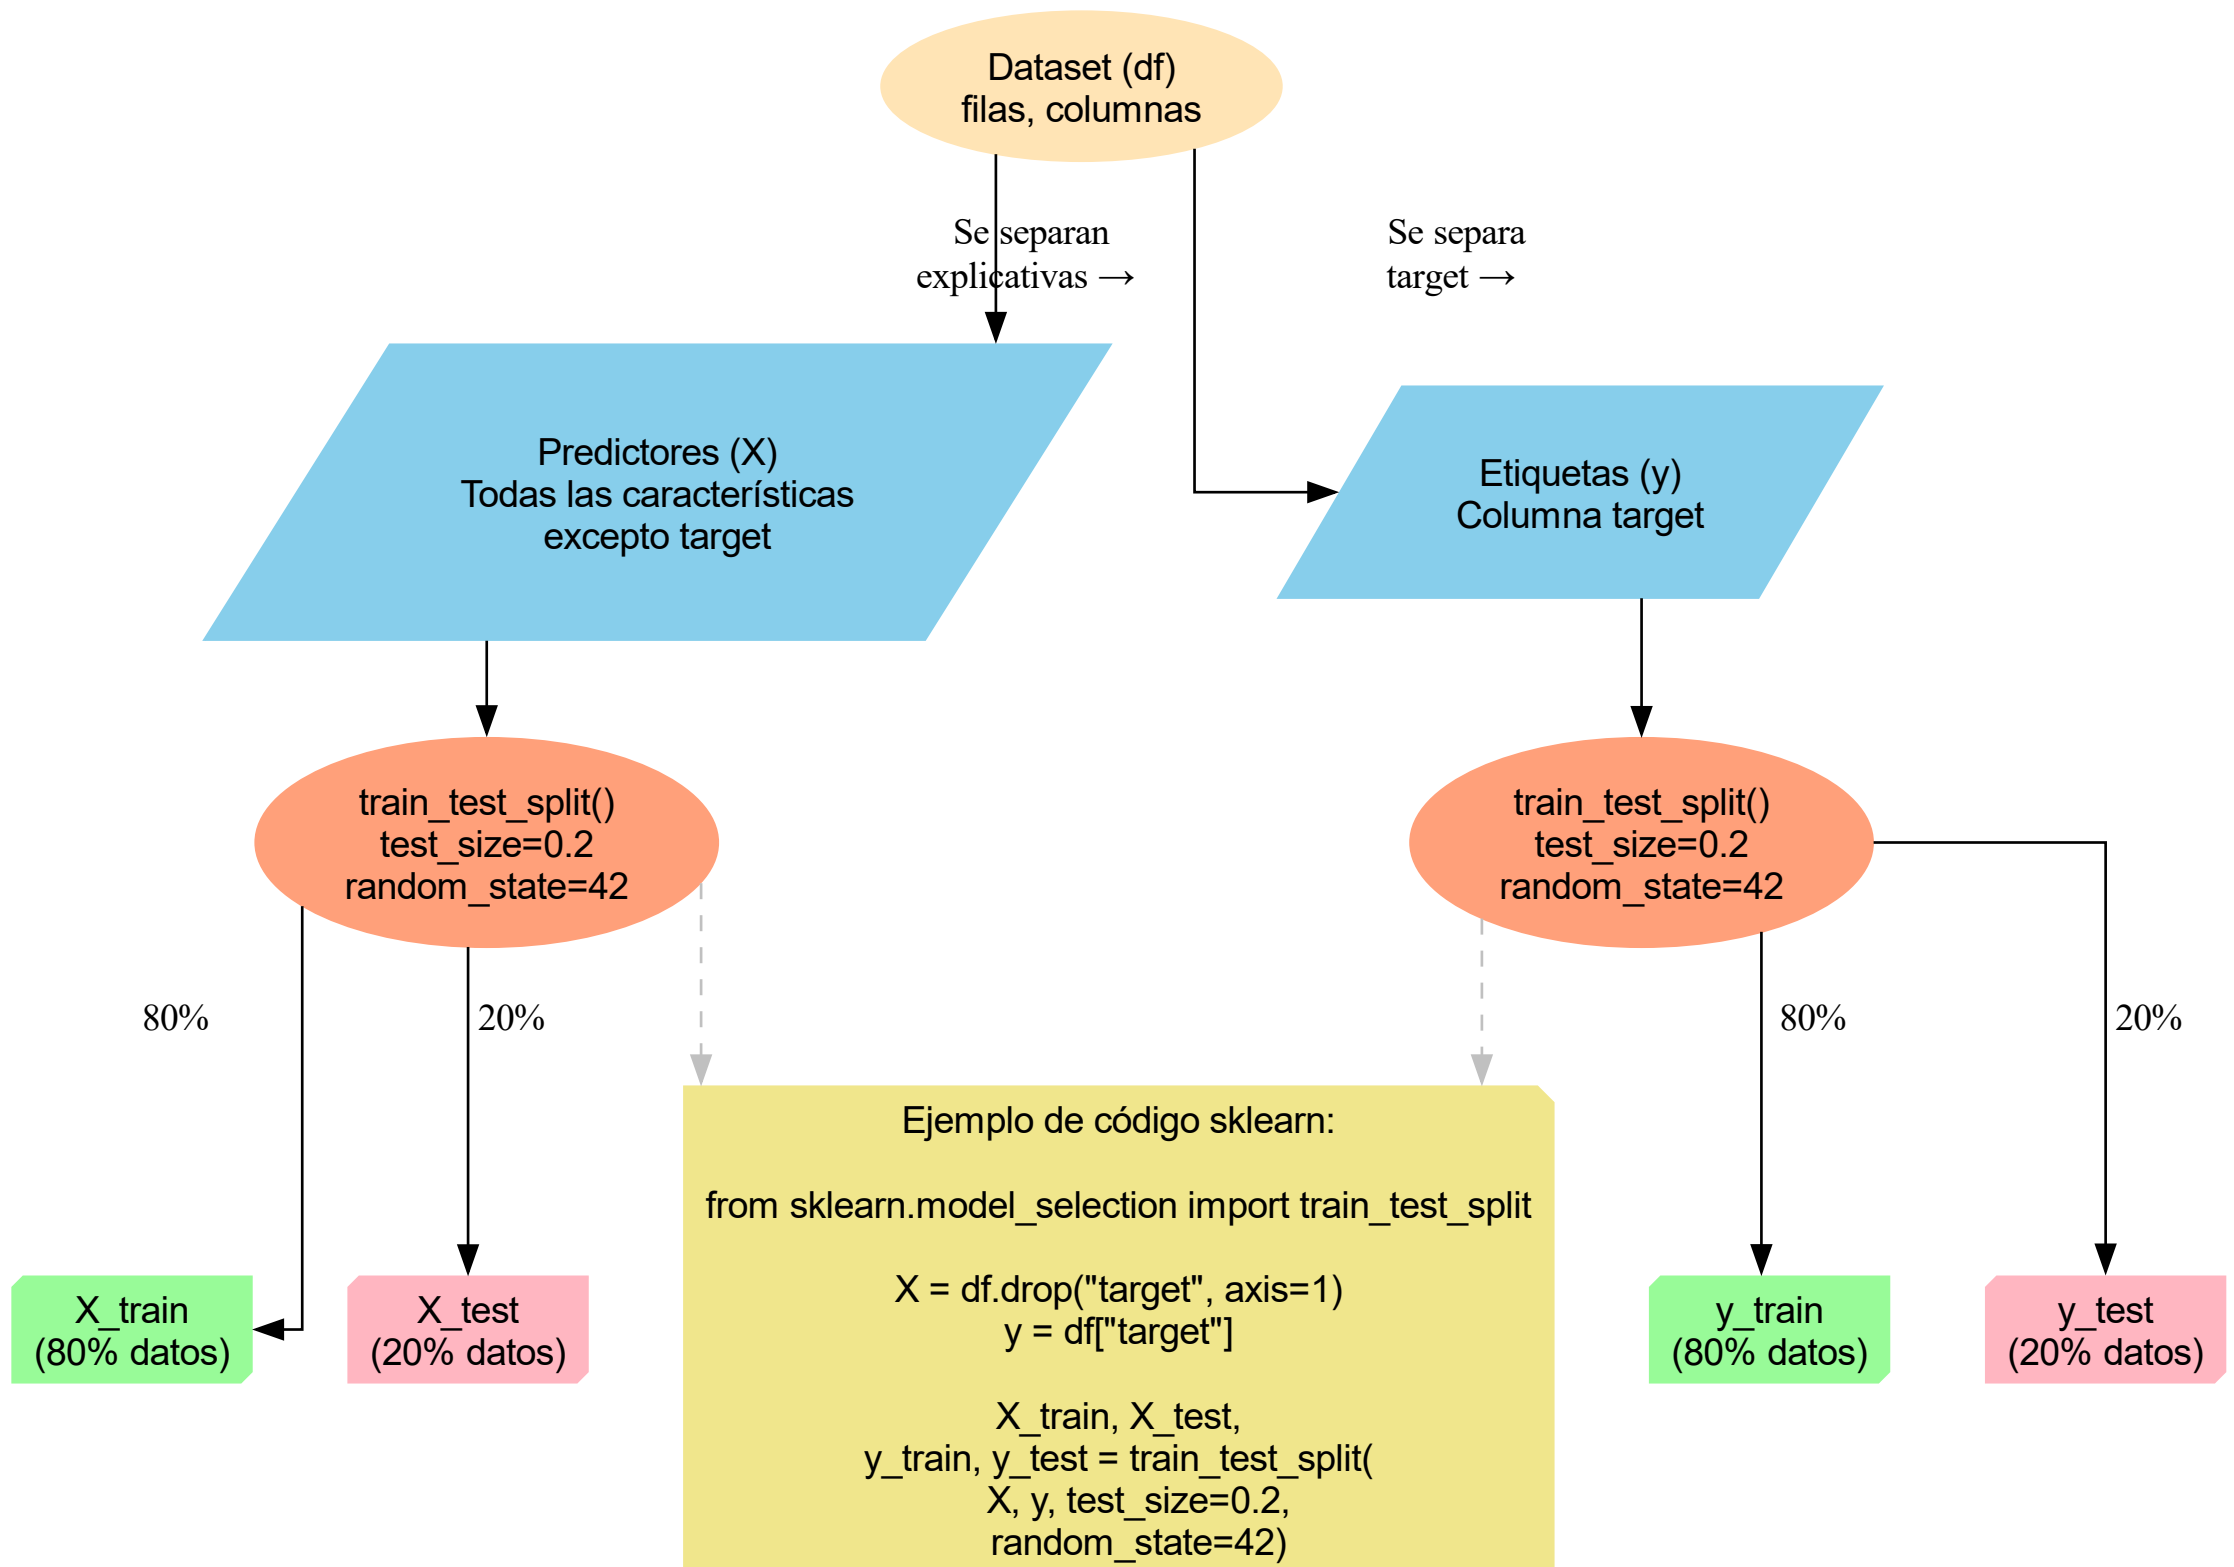 Dataset (df)
filas, columnas
Se separan
explicativas →
Se separa
target →
Predictores (X)
Todas las características
excepto target
Etiquetas (y)
Columna target
train_test_split()
test_size=0.2
random_state=42
train_test_split()
test_size=0.2
random_state=42
80%
20%
80%
20%
X_train
(80% datos)
X_test
(20% datos)
Ejemplo de código sklearn:
from sklearn.model_selection import train_test_split
X = df.drop("target", axis=1)
y = df["target"]
X_train, X_test,
y_train, y_test = train_test_split(
X, y, test_size=0.2,
random_state=42)
y_train
(80% datos)
y_test
(20% datos)